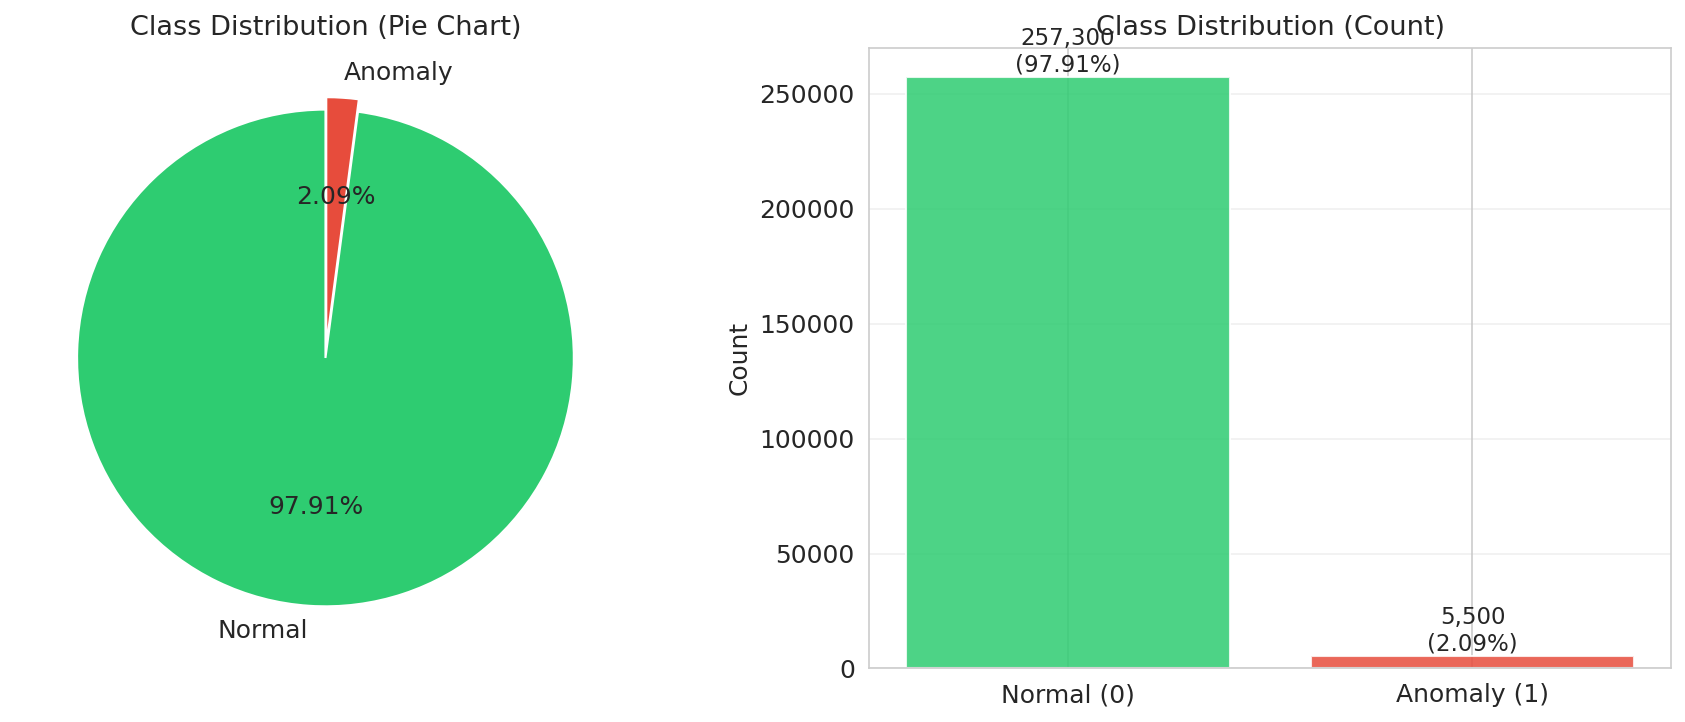 Class Distribution (Pie Chart)
Anomaly
2.09%
97.91%
Normal
Class Distribution (Count)
257,300
(97.91%)
250000
200000
150000
100000
50000
0
Count
5,500
(2.09%)
Normal (0)
Anomaly (1)